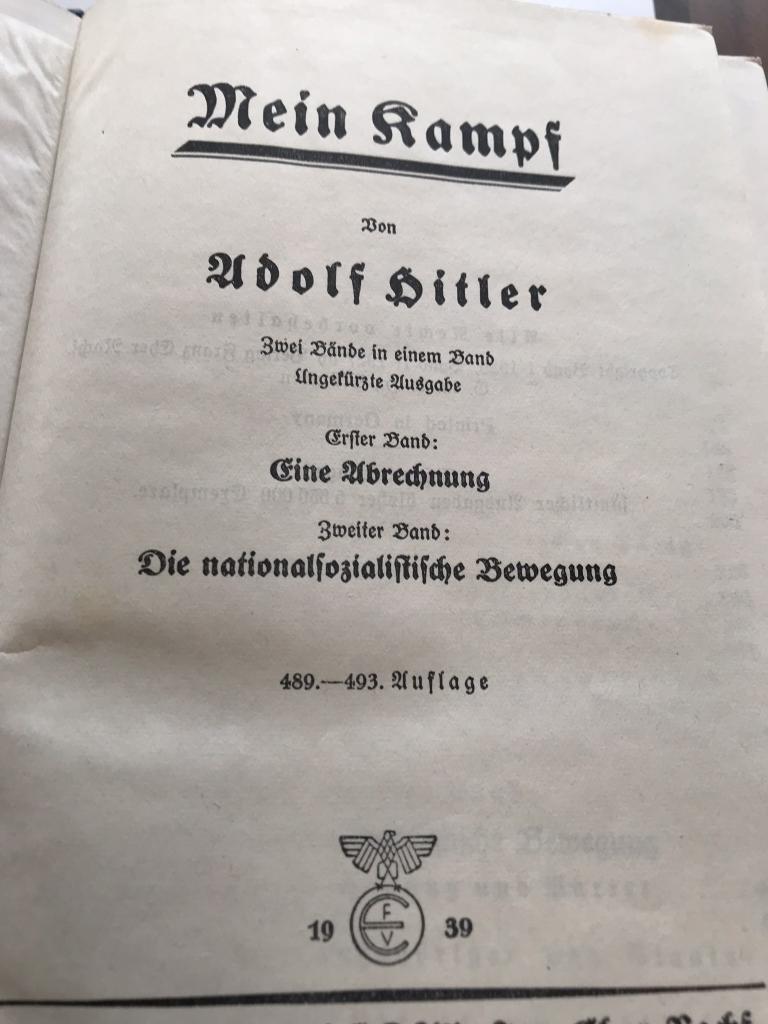 Mein Kampf
Von
Adolf Hitler
Zwei Bände in einem Band
Ungekürzte Ausgabe
Erster Band:
Eine Abrechnung
Zweiter Band:
Die nationalsozialistische Bewegung
489.—493. Auflage
19 F E V 39